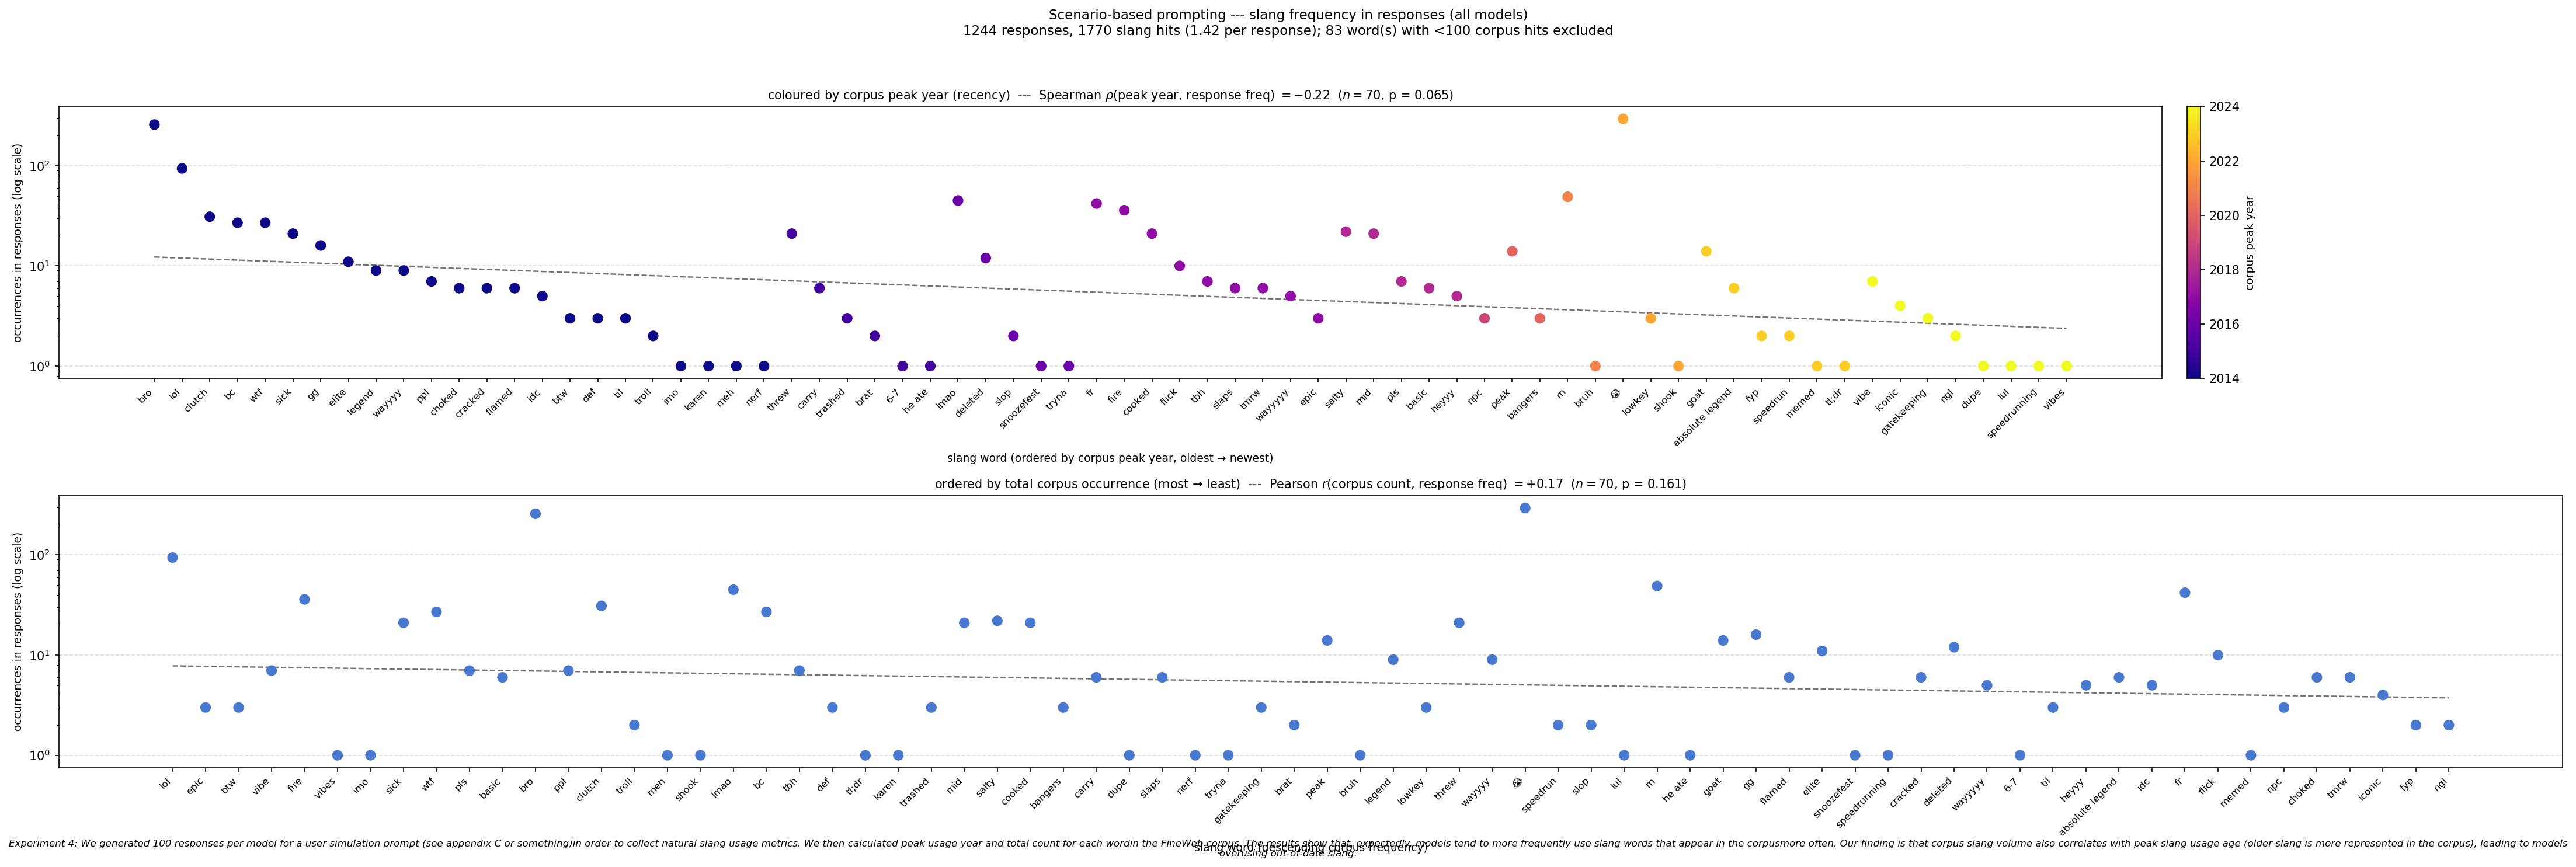 Scenario-based prompting --- slang frequency in responses (all models)
1244 responses, 1770 slang hits (1.42 per response); 83 word(s) with <100 corpus hits excluded
coloured by corpus peak year (recency) --- Spearman ρ(peak year, response freq) = −0.22 (n = 70, p = 0.065)
occurrences in responses (log scale)
10²
10¹
10⁰
bro lol clutch bc wtf sick gg elite legend wayyyy ppl choked cracked flamed idc btw def til troll imo karen meh nerf threw carry trashed brat 6-7 he ate lmao deleted slop snoozefest tryna fr fire cooked flick tbh slaps tmrw wayyyyy epic salty mid pls basic heyyy npc peak bangers rn bruh 😭 lowkey shook goat absolute legend fyp speedrun memed tl;dr vibe iconic gatekeeping ngl dupe lul speedrunning vibes
slang word (ordered by corpus peak year, oldest → newest)
2024
2022
2020
2018
2016
2014
corpus peak year
ordered by total corpus occurrence (most → least) --- Pearson r(corpus count, response freq) = +0.17 (n = 70, p = 0.161)
occurrences in responses (log scale)
10²
10¹
10⁰
lol epic btw vibe fire vibes imo sick wtf pls basic bro ppl clutch troll meh shook lmao bc tbh def tl;dr karen trashed mid salty cooked bangers carry dupe slaps nerf tryna gatekeeping brat peak bruh legend lowkey threw wayyyy 😭 speedrun slop lul rn he ate goat gg flamed elite snoozefest speedrunning cracked deleted wayyyyy 6-7 til heyyy absolute legend idc fr flick memed npc choked tmrw iconic fyp ngl
slang word (descending corpus frequency)
Experiment 4: We generated 100 responses per model for a user simulation prompt (see appendix C or something)in order to collect natural slang usage metrics. We then calculated peak usage year and total count for each wordin the FineWeb corpus. The results show that, expectedly, models tend to more frequently use slang words that appear in the corpusmore often. Our finding is that corpus slang volume also correlates with peak slang usage age (older slang is more represented in the corpus), leading to models
overusing out-of-date slang.